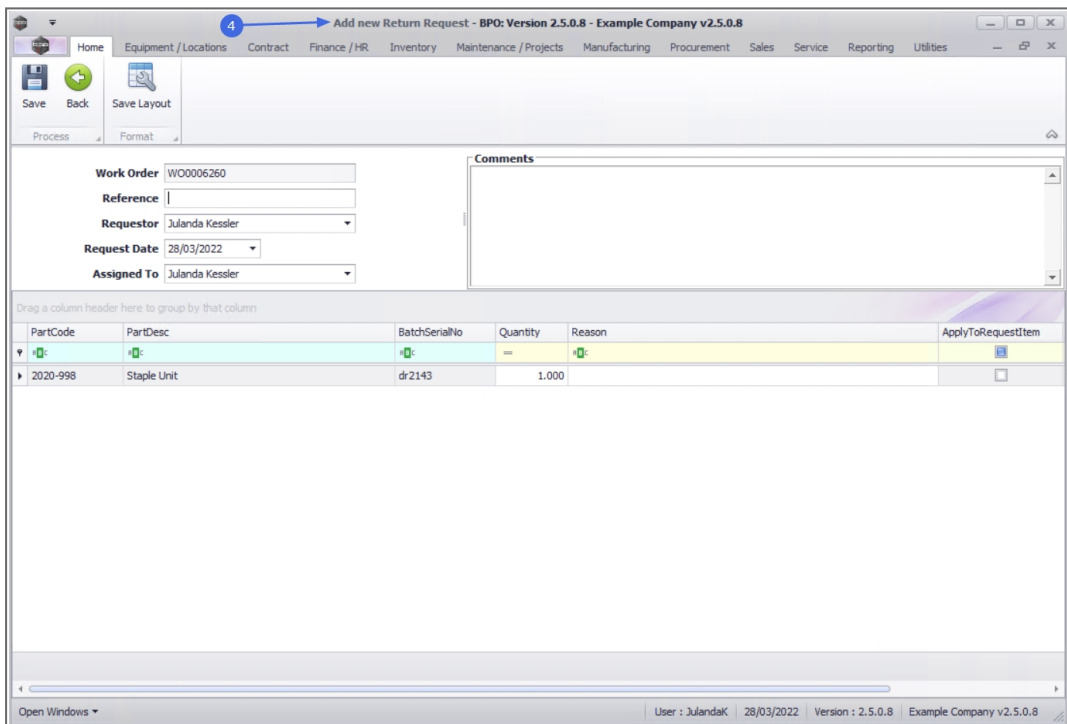 4
Add new Return Request - BPO: Version 2.5.0.8 - Example Company v2.5.0.8
Home Equipment / Locations Contract Finance / HR Inventory Maintenance / Projects Manufacturing Procurement Sales Service Reporting Utilities
Save Back Save Layout
Process Format
Work Order WO0006260
Reference
Requestor Julanda Kessler
Request Date 28/03/2022
Assigned To Julanda Kessler
Comments
Drag a column header here to group by that column
PartCode PartDesc BatchSerialNo Quantity Reason ApplyToRequestItem
=
2020-998 Staple Unit dr2143 1.000
Open Windows User : JulandaK 28/03/2022 Version : 2.5.0.8 Example Company v2.5.0.8